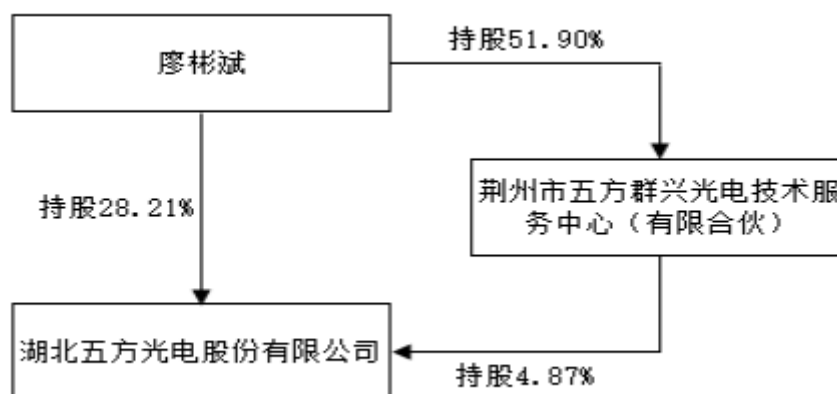 廖彬斌
持股51.90%
持股28.21%
荆州市五方群兴光电技术服
务中心（有限合伙）
湖北五方光电股份有限公司
持股4.87%